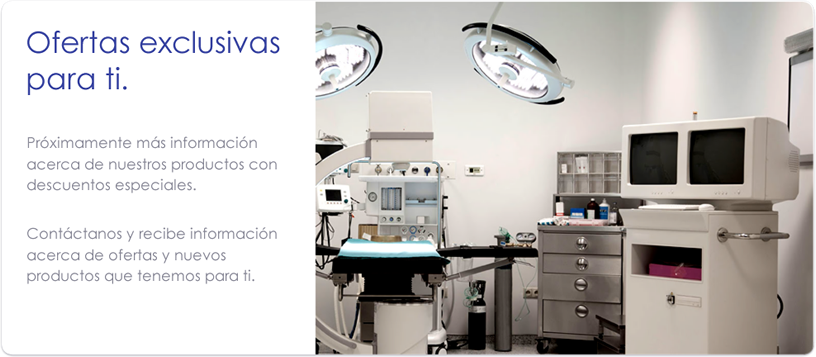 Ofertas exclusivas
para ti.
Próximamente más información
acerca de nuestros productos con
descuentos especiales.
Contáctanos y recibe información
acerca de ofertas y nuevos
productos que tenemos para ti.